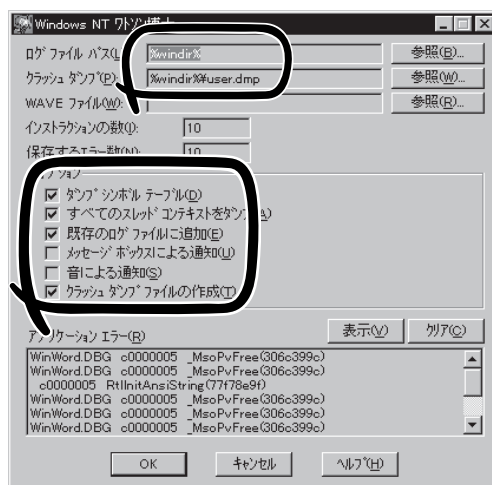 Windows NT ワトソン博士
ログ ファイル パス(L) %windir% 参照(B)...
クラッシュ ダンプ(P): %windir%¥user.dmp 参照(W)...
WAVE ファイル(W): 参照(R)...
インストラクションの数(I): 10
保存するエラー数(N): 10
オプション
ダンプ シンボル テーブル(D)
すべてのスレッド コンテキストをダンプ(A)
既存のログ ファイルに追加(E)
メッセージ ボックスによる通知(U)
音による通知(S)
クラッシュ ダンプ ファイルの作成(T)
アプリケーション エラー(R) 表示(V) クリア(C)
WinWord.DBG c0000005 _MsoPvFree(306c399c)
WinWord.DBG c0000005 _MsoPvFree(306c399c)
c0000005 RtlInitAnsiString(77f78e9f)
WinWord.DBG c0000005 _MsoPvFree(306c399c)
WinWord.DBG c0000005 _MsoPvFree(306c399c)
WinWord.DBG c0000005 _MsoPvFree(306c399c)
OK キャンセル ヘルプ(H)